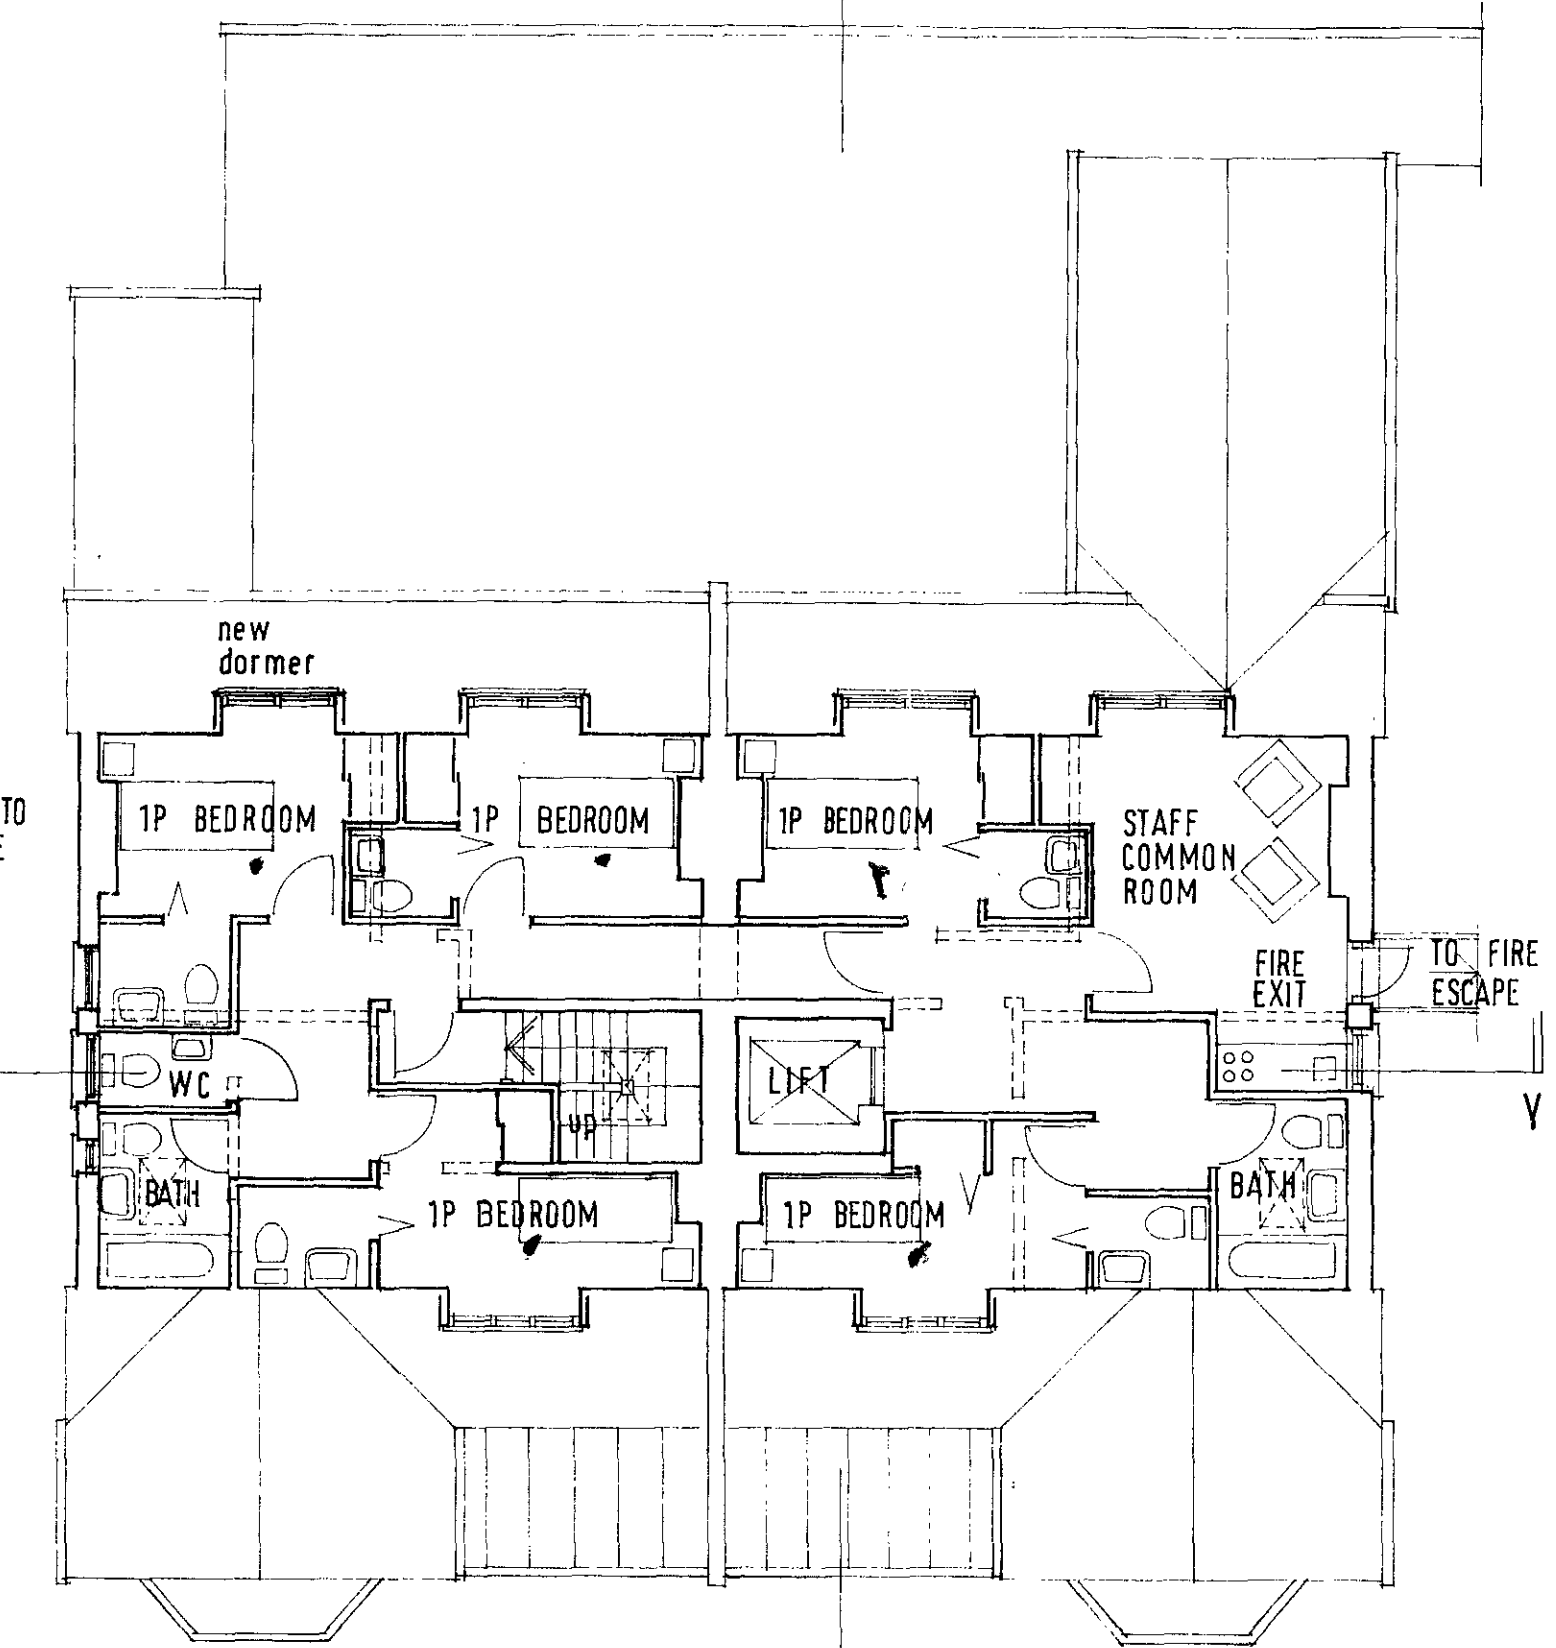 new
dormer
TO
E
1P BEDROOM
1P BEDROOM
1P BEDROOM
STAFF
COMMON
ROOM
FIRE
EXIT
TO FIRE
ESCAPE
WC
LIFT
UP
Y
BATH
1P BEDROOM
1P BEDROOM
BATH